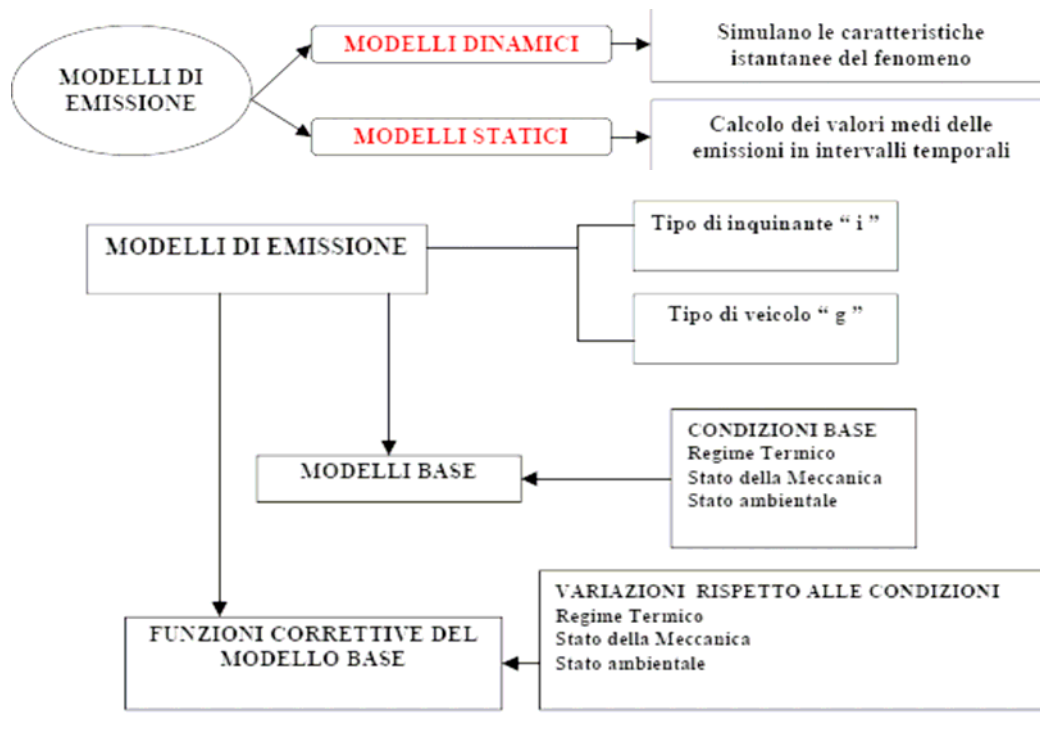 MODELLI DI
EMISSIONE
MODELLI DINAMICI
Simulano le caratteristiche
istantanee del fenomeno
MODELLI STATICI
Calcolo dei valori medi delle
emissioni in intervalli temporali
MODELLI DI EMISSIONE
Tipo di inquinante “ i ”
Tipo di veicolo “ g ”
MODELLI BASE
CONDIZIONI BASE
Regime Termico
Stato della Meccanica
Stato ambientale
FUNZIONI CORRETTIVE DEL
MODELLO BASE
VARIAZIONI RISPETTO ALLE CONDIZIONI
Regime Termico
Stato della Meccanica
Stato ambientale